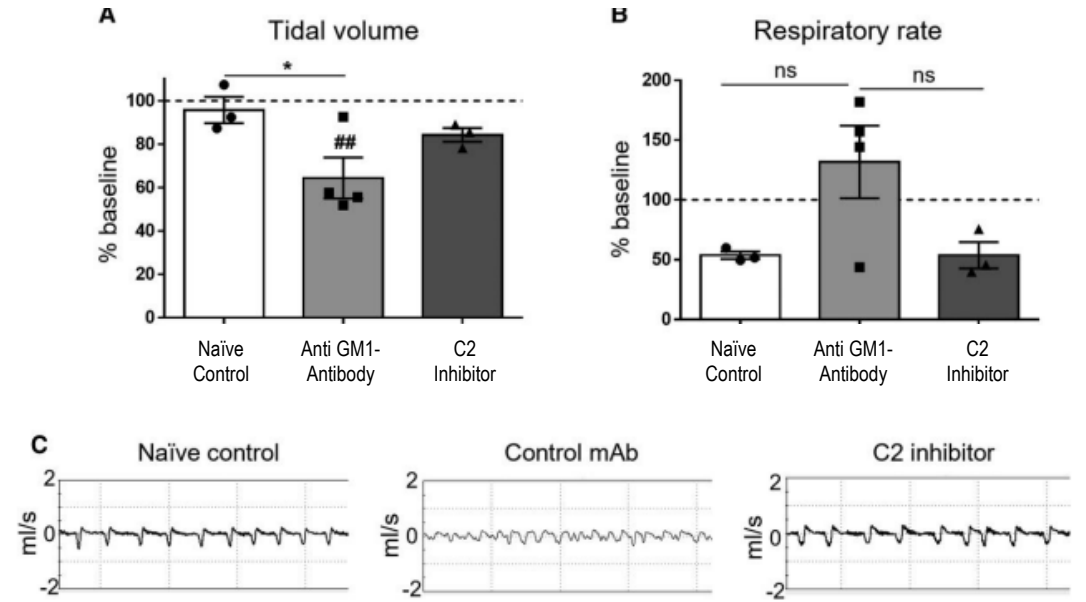 A
B
Tidal volume
Respiratory rate
*
ns
ns
% baseline
100
80
##
60
40
20
0
% baseline
200
150
100
50
0
Naïve
Control
Anti GM1-
Antibody
C2
Inhibitor
Naïve
Control
Anti GM1-
Antibody
C2
Inhibitor
C
Naïve control
Control mAb
C2 inhibitor
ml/s
2
0
-2
ml/s
2
0
-2
ml/s
2
0
-2